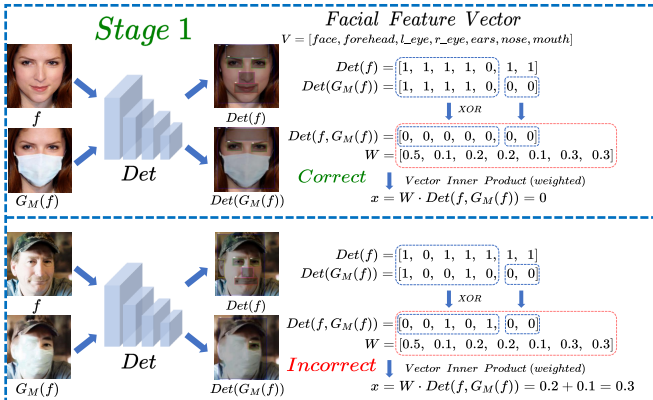 Stage 1
Facial Feature Vector
V = [face, forehead, l_eye, r_eye, ears, nose, mouth]
f
Det(f)
Det(f) = [1, 1, 1, 1, 0, 1, 1]
Det(G_M(f)) = [1, 1, 1, 1, 0, 0, 0]
XOR
Det(f, G_M(f)) = [0, 0, 0, 0, 0, 0, 0]
W = [0.5, 0.1, 0.2, 0.2, 0.1, 0.3, 0.3]
Det
Correct
Vector Inner Product (weighted)
G_M(f)
Det(G_M(f))
x = W · Det(f, G_M(f)) = 0
f
Det(f)
Det(f) = [1, 0, 1, 1, 1, 1, 1]
Det(G_M(f)) = [1, 0, 0, 1, 0, 0, 0]
XOR
Det(f, G_M(f)) = [0, 0, 1, 0, 1, 0, 0]
W = [0.5, 0.1, 0.2, 0.2, 0.1, 0.3, 0.3]
Det
Incorrect
Vector Inner Product (weighted)
G_M(f)
Det(G_M(f))
x = W · Det(f, G_M(f)) = 0.2 + 0.1 = 0.3